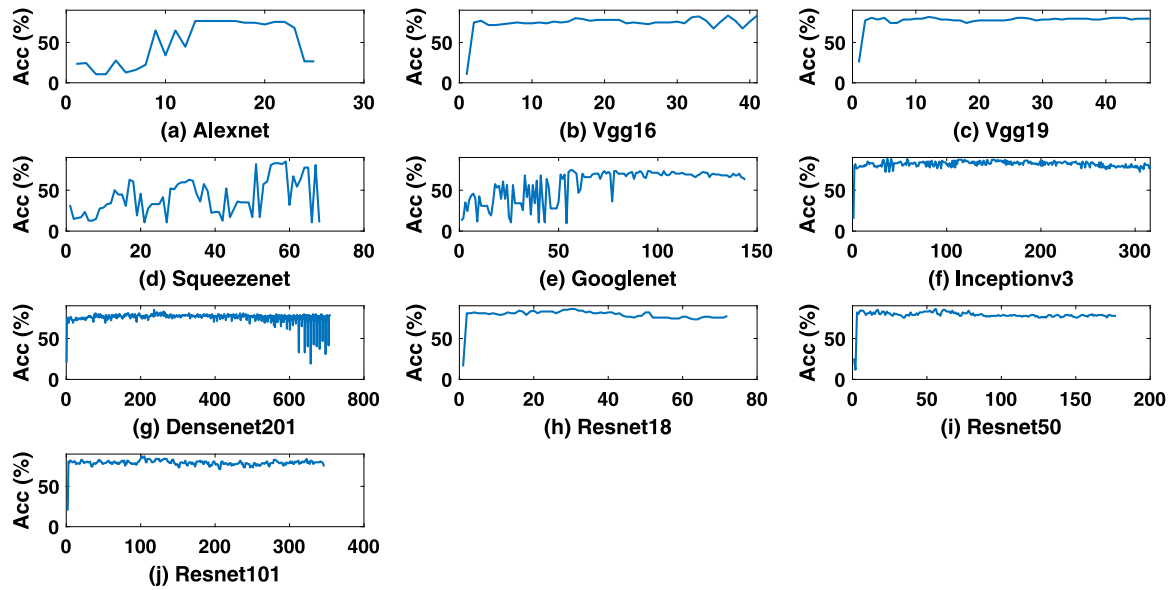 Acc (%)
50
0
0 10 20 30
(a) Alexnet
Acc (%)
50
0
0 10 20 30 40
(b) Vgg16
Acc (%)
50
0
0 10 20 30 40
(c) Vgg19
Acc (%)
50
0
0 20 40 60 80
(d) Squeezenet
Acc (%)
50
0
0 50 100 150
(e) Googlenet
Acc (%)
50
0
0 100 200 300
(f) Inceptionv3
Acc (%)
50
0
0 200 400 600 800
(g) Densenet201
Acc (%)
50
0
0 20 40 60 80
(h) Resnet18
Acc (%)
50
0
0 50 100 150 200
(i) Resnet50
Acc (%)
50
0
0 100 200 300 400
(j) Resnet101